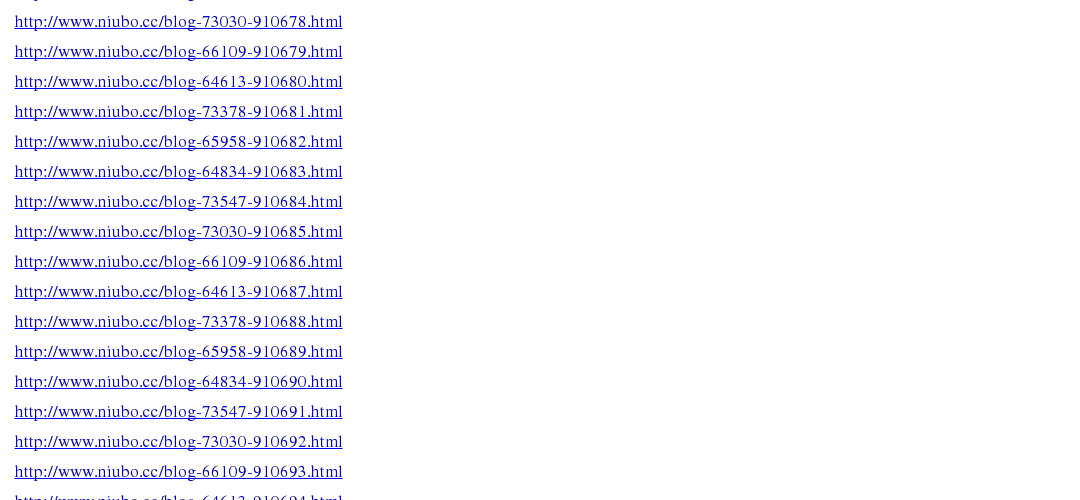 http://www.niubo.cc/blog-73030-910678.html
http://www.niubo.cc/blog-66109-910679.html
http://www.niubo.cc/blog-64613-910680.html
http://www.niubo.cc/blog-73378-910681.html
http://www.niubo.cc/blog-65958-910682.html
http://www.niubo.cc/blog-64834-910683.html
http://www.niubo.cc/blog-73547-910684.html
http://www.niubo.cc/blog-73030-910685.html
http://www.niubo.cc/blog-66109-910686.html
http://www.niubo.cc/blog-64613-910687.html
http://www.niubo.cc/blog-73378-910688.html
http://www.niubo.cc/blog-65958-910689.html
http://www.niubo.cc/blog-64834-910690.html
http://www.niubo.cc/blog-73547-910691.html
http://www.niubo.cc/blog-73030-910692.html
http://www.niubo.cc/blog-66109-910693.html